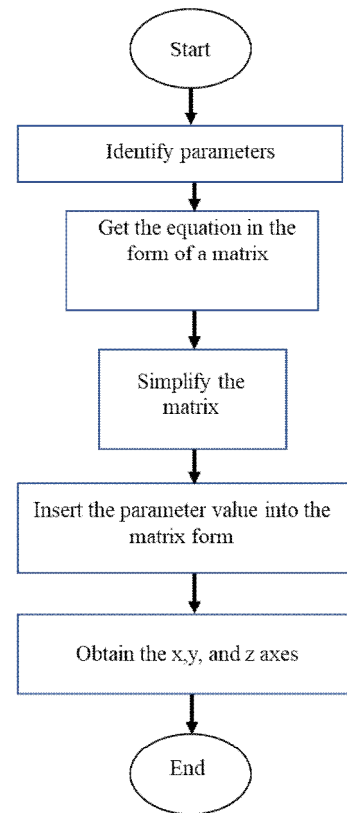 Start
Identify parameters
Get the equation in the
form of a matrix
Simplify the
matrix
Insert the parameter value into the
matrix form
Obtain the x,y, and z axes
End